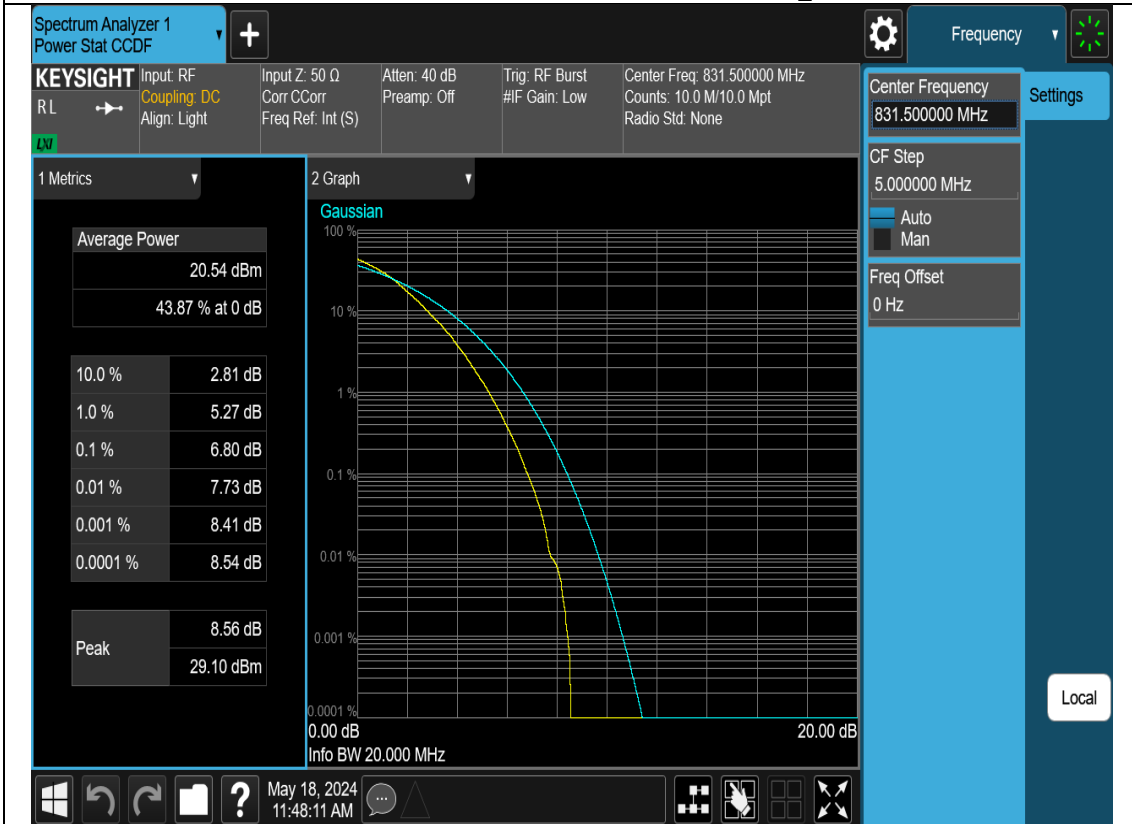 Spectrum Analyzer 1
Power Stat CCDF
Frequency
KEYSIGHT
RL
LXI
Input: RF
Coupling: DC
Align: Light
Input Z: 50 Ω
Corr CCorr
Freq Ref: Int (S)
Atten: 40 dB
Preamp: Off
Trig: RF Burst
#IF Gain: Low
Center Freq: 831.500000 MHz
Counts: 10.0 M/10.0 Mpt
Radio Std: None
Center Frequency
831.500000 MHz
Settings
CF Step
5.000000 MHz
Auto
Man
Freq Offset
0 Hz
Local
1 Metrics
Average Power
20.54 dBm
43.87 % at 0 dB
10.0 % 2.81 dB
1.0 % 5.27 dB
0.1 % 6.80 dB
0.01 % 7.73 dB
0.001 % 8.41 dB
0.0001 % 8.54 dB
Peak
8.56 dB
29.10 dBm
2 Graph
Gaussian
100 %
10 %
1 %
0.1 %
0.01 %
0.001 %
0.0001 %
0.00 dB 20.00 dB
Info BW 20.000 MHz
?
May 18, 2024
11:48:11 AM